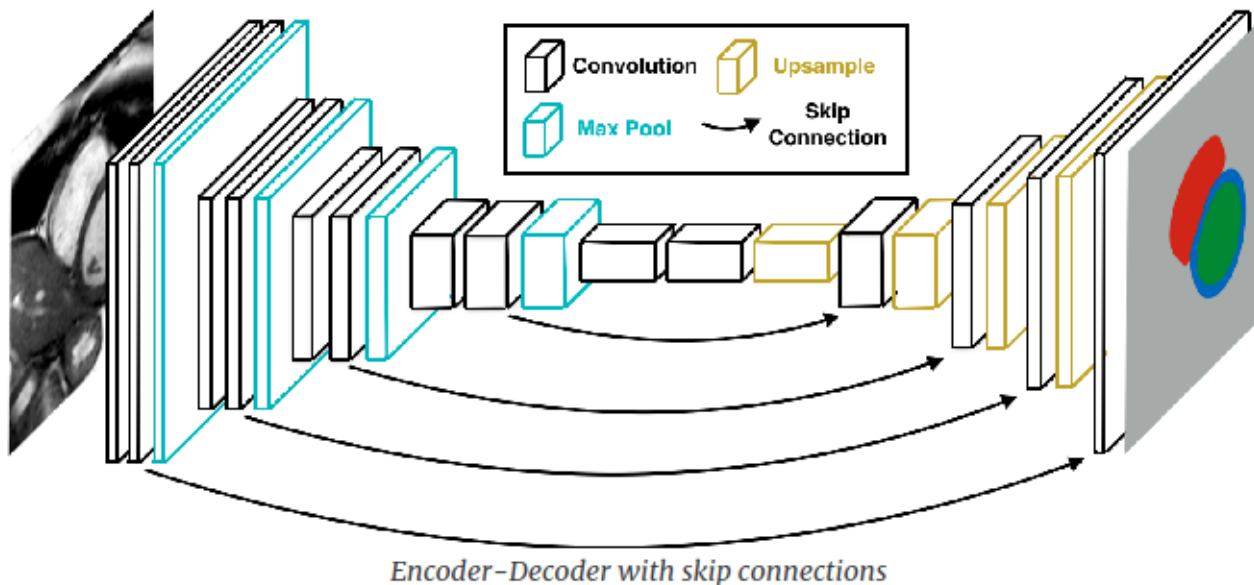 Convolution
Upsample
Max Pool
Skip
Connection
Encoder-Decoder with skip connections